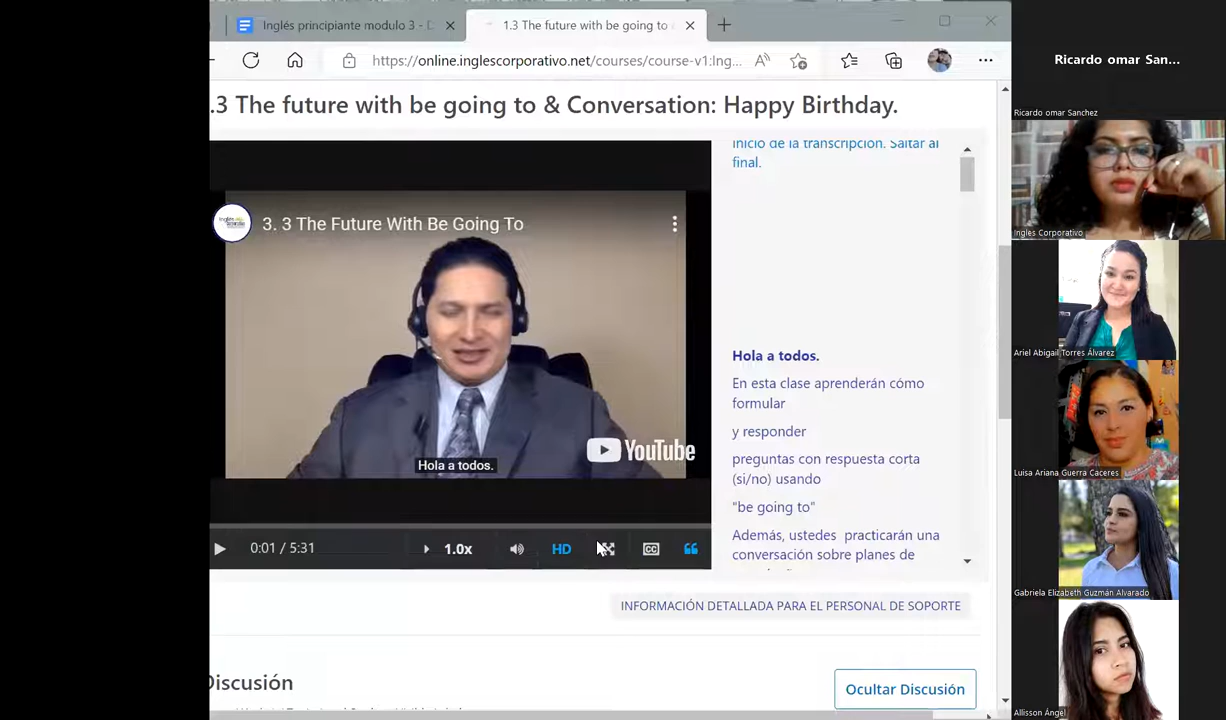 Inglés principiante modulo 3 - D
1.3 The future with be going to
https://online.inglescorporativo.net/courses/course-v1:Ing...
.3 The future with be going to & Conversation: Happy Birthday.
3. 3 The Future With Be Going To
Hola a todos.
YouTube
0:01 / 5:31
1.0x
HD
CC
Inicio de la transcripción. Saltar al
final.
Hola a todos.
En esta clase aprenderán cómo
formular
y responder
preguntas con respuesta corta
(si/no) usando
“be going to”
Además, ustedes practicarán una
conversación sobre planes de
INFORMACIÓN DETALLADA PARA EL PERSONAL DE SOPORTE
Discusión
Ocultar Discusión
Ricardo omar San...
Ricardo omar Sanchez
Ingles Corporativo
Ariel Abigail Torres Álvarez
Luisa Ariana Guerra Cáceres
Gabriela Elizabeth Guzmán Alvarado
Allisson Ángel